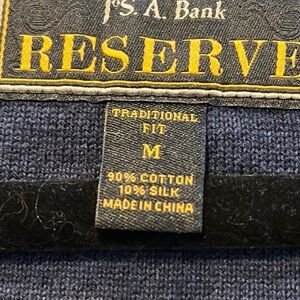 JoS. A. Bank
RESERVE
TRADITIONAL
FIT
M
90% COTTON
10% SILK
MADE IN CHINA